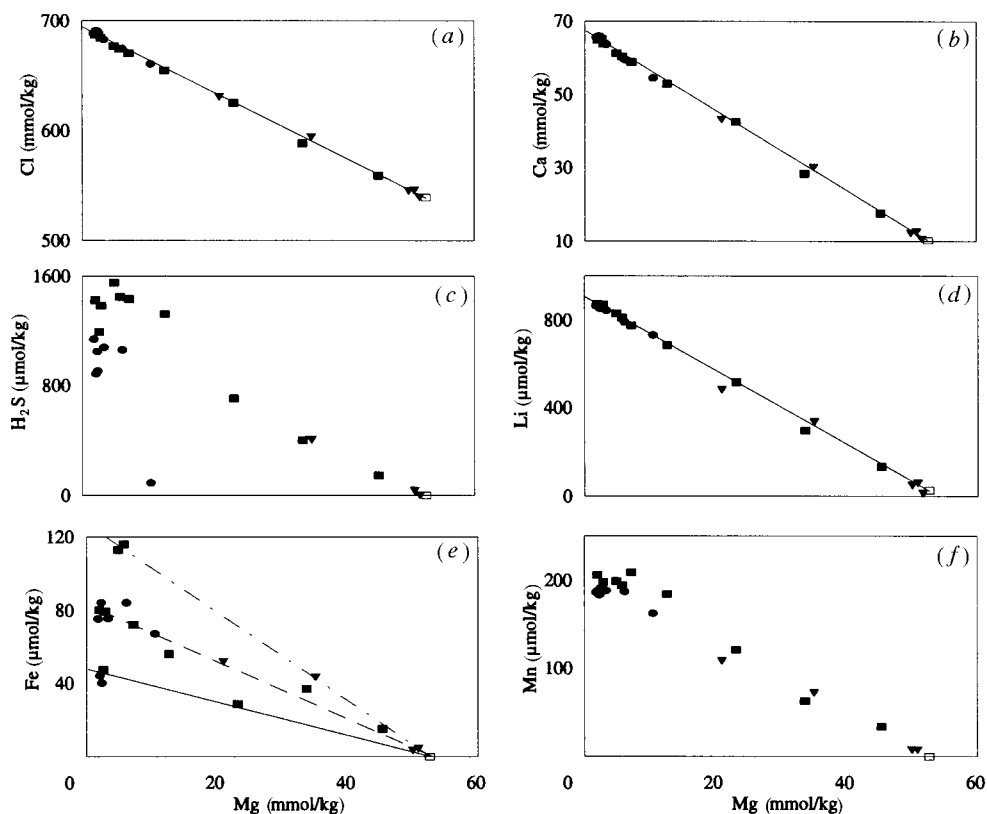 (a)
700
600
500
Cl (mmol/kg)
(b)
70
50
30
10
Ca (mmol/kg)
(c)
1600
800
0
H₂S (μmol/kg)
(d)
800
400
0
Li (μmol/kg)
(e)
120
80
40
Fe (μmol/kg)
0 20 40 60
Mg (mmol/kg)
(f)
200
100
Mn (μmol/kg)
0 20 40 60
Mg (mmol/kg)